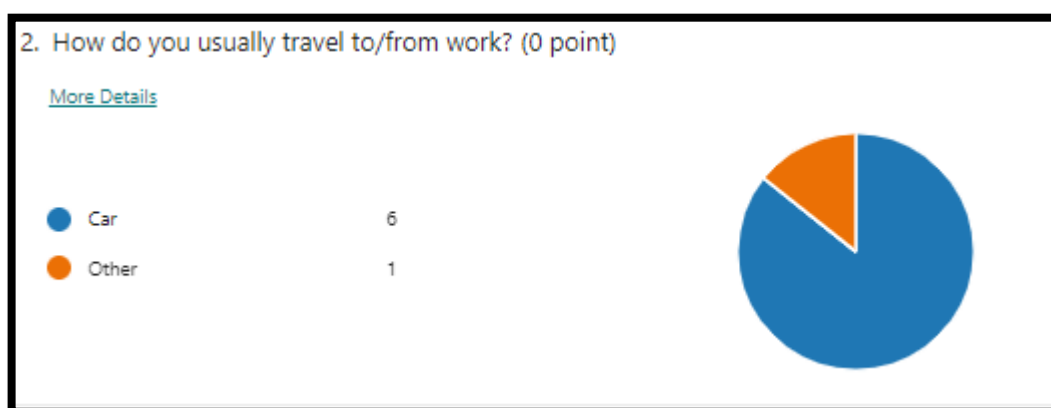 2. How do you usually travel to/from work? (0 point)
More Details
Car 6
Other 1